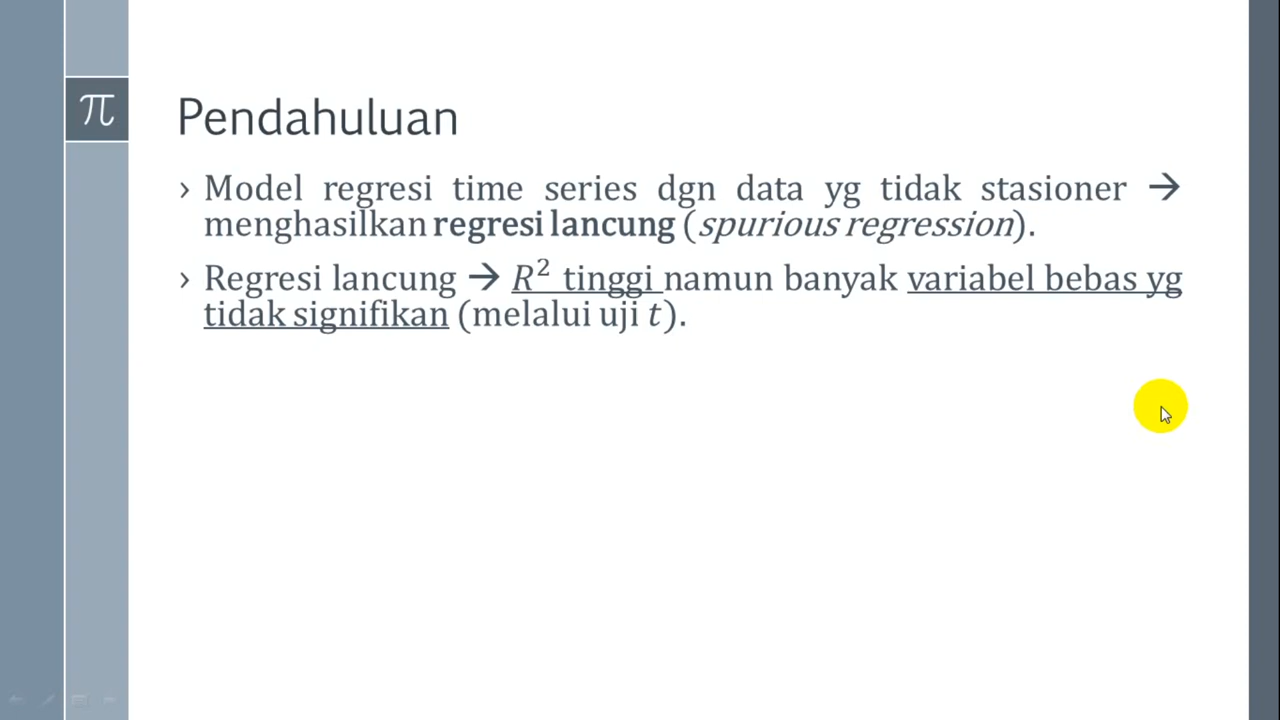 π
Pendahuluan
› Model regresi time series dgn data yg tidak stasioner →
menghasilkan regresi lancung (spurious regression).
› Regresi lancung → R² tinggi namun banyak variabel bebas yg
tidak signifikan (melalui uji t).